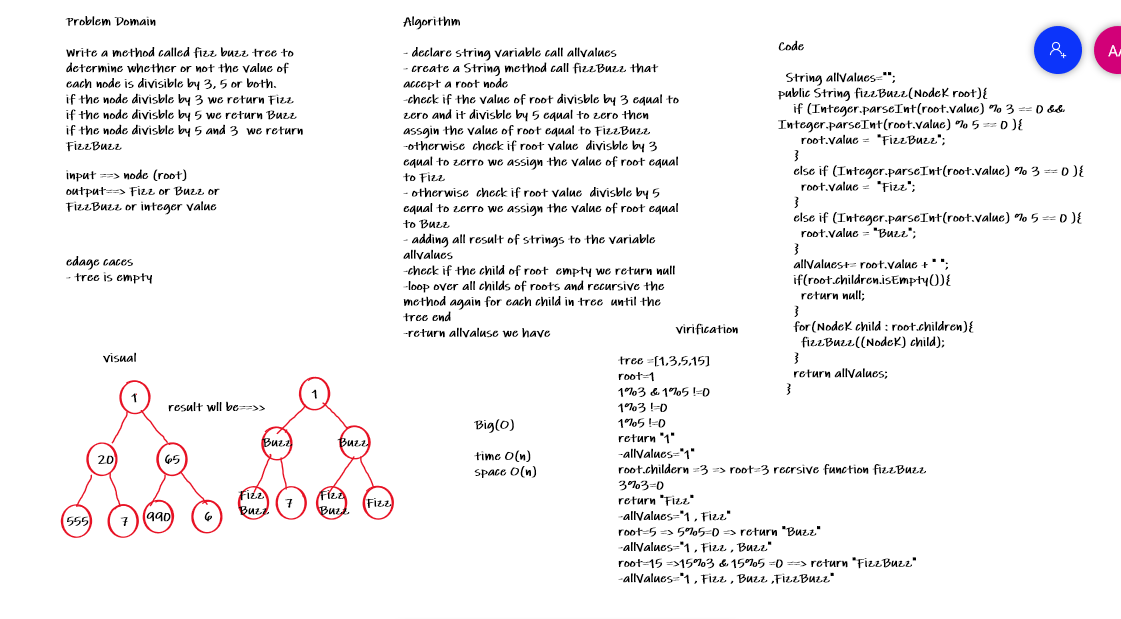 Problem Domain
Write a method called fizz buzz tree to
determine whether or not the value of
each node is divisible by 3, 5 or both.
if the node divisble by 3 we return Fizz
if the node divisble by 5 we return Buzz
if the node divisble by 5 and 3 we return
FizzBuzz
input ==> node (root)
output==> Fizz or Buzz or
FizzBuzz or integer value
edage caces
- tree is empty
Algorithm
- declare string variable call allvalues
- create a String method call fizzBuzz that
accept a root node
-check if the value of root divisble by 3 equal to
zero and it divisble by 5 equal to zero then
assgin the value of root equal to FizzBuzz
-otherwise check if root value divisble by 3
equal to zerro we assign the value of root equal
to Fizz
- otherwise check if root value divisble by 5
equal to zerro we assign the value of root equal
to Buzz
- adding all result of strings to the variable
allvalues
-check if the child of root empty we return null
-loop over all childs of roots and recursive the
method again for each child in tree until the
tree end
-return allvaluse we have
Code
String allValues="";
public String fizzBuzz(NodeK root){
if (Integer.parseInt(root.value) % 3 == 0 &&
Integer.parseInt(root.value) % 5 == 0 ){
root.value = "FizzBuzz";
}
else if (Integer.parseInt(root.value) % 3 == 0 ){
root.value = "Fizz";
}
else if (Integer.parseInt(root.value) % 5 == 0 ){
root.value = "Buzz";
}
allValues+= root.value + " ";
if(root.children.isEmpty()){
return null;
}
for(NodeK child : root.children){
fizzBuzz((NodeK) child);
}
return allValues;
}
AA
visual
1
result wll be==>>
20
65
555
7
990
6
1
Buzz
Buzz
Fizz
Buzz
7
Fizz
Buzz
Fizz
Big(O)
time O(n)
space O(n)
virification
tree =[1,3,5,15]
root=1
1%3 & 1%5 !=0
1%3 !=0
1%5 !=0
return "1"
-allValues="1"
root.childern =3 => root=3 recrsive function fizzBuzz
3%3=0
return "Fizz"
-allValues="1 , Fizz"
root=5 => 5%5=0 => return "Buzz"
-allValues="1 , Fizz , Buzz"
root=15 =>15%3 & 15%5 =0 ==> return "FizzBuzz"
-allValues="1 , Fizz , Buzz ,FizzBuzz"